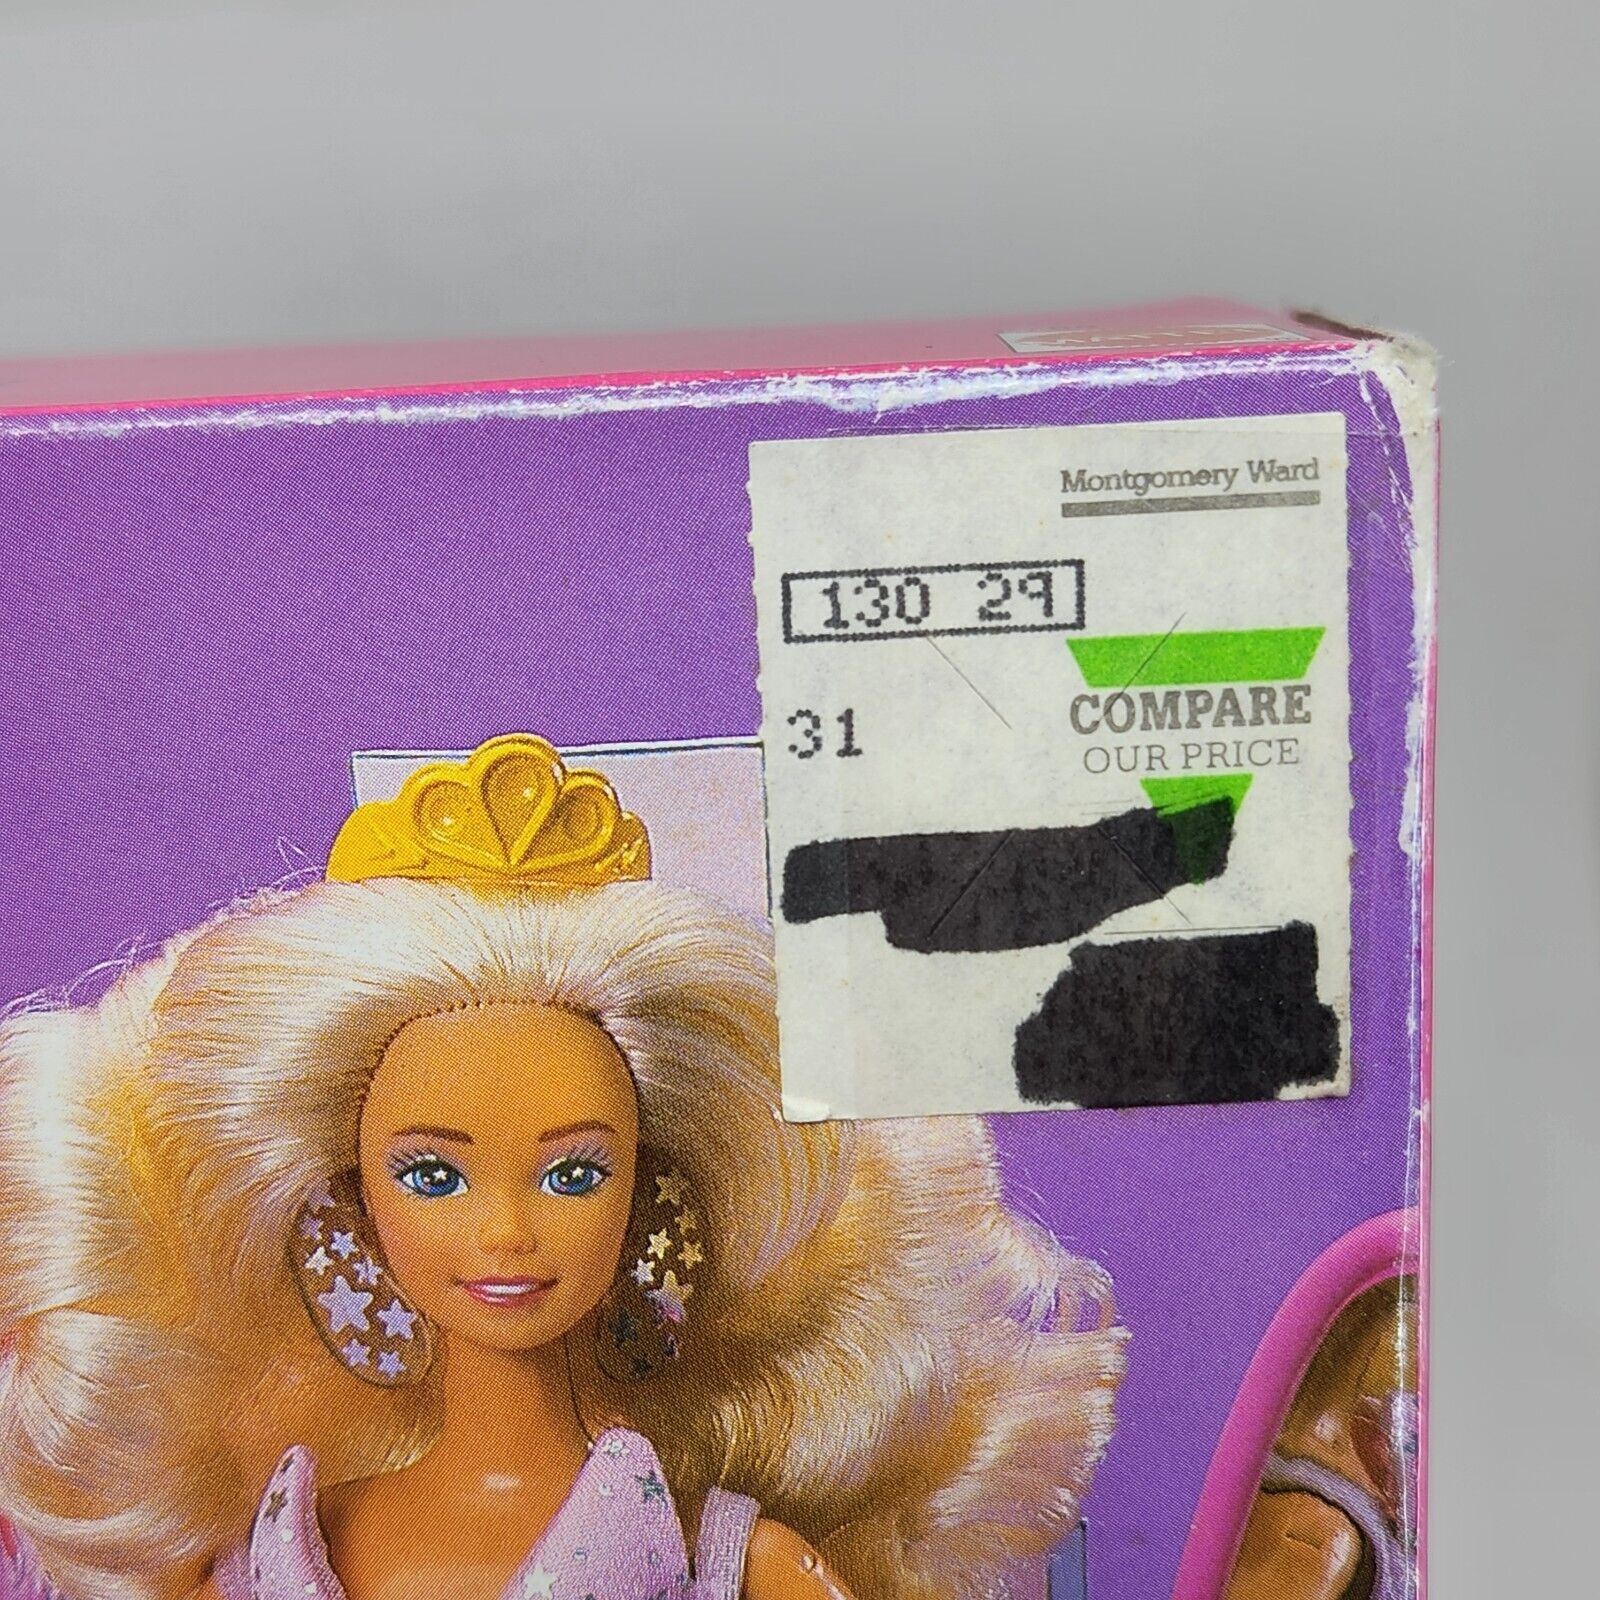 Montgomery Ward
130 29
31
COMPARE
OUR PRICE